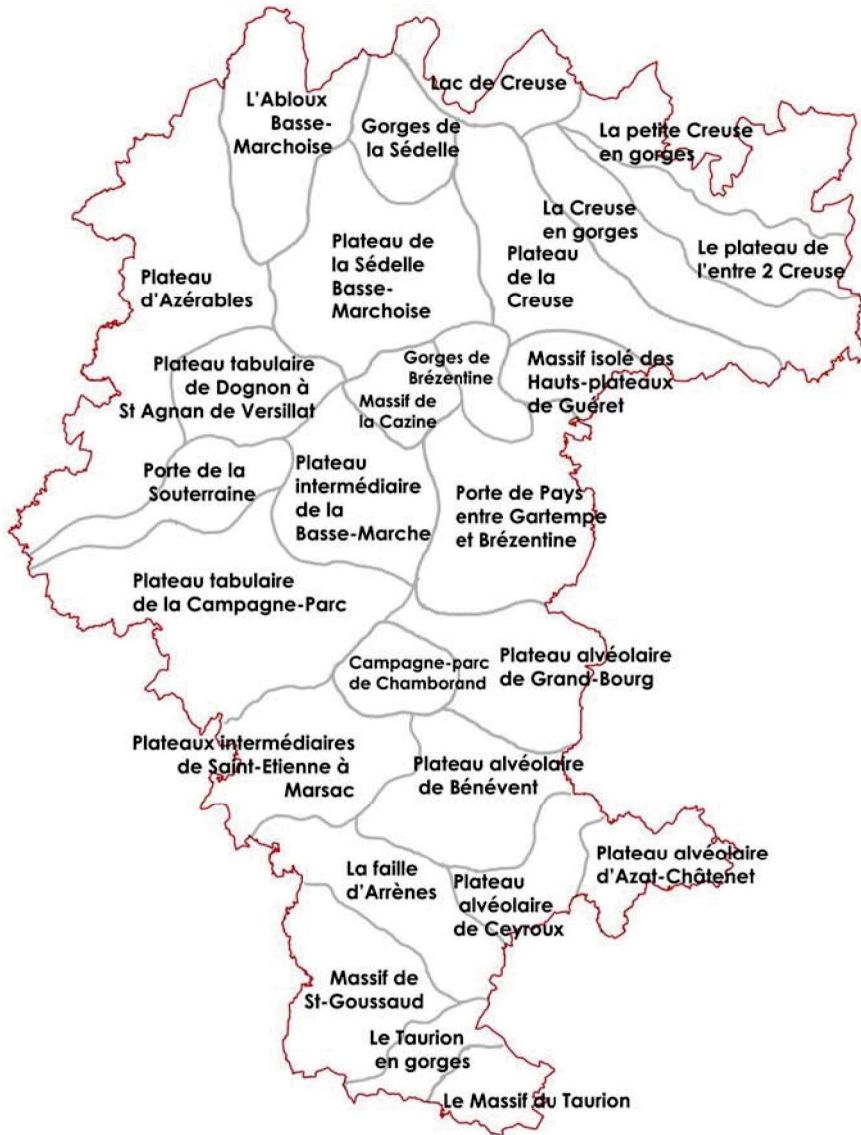 Lac de Creuse
L'Abloux
Basse-
Marchoise
Gorges de
la Sédelle
La petite Creuse
en gorges
La Creuse
en gorges
Le plateau de
l'entre 2 Creuse
Plateau de
la Sédelle
Basse-
Marchoise
Plateau
de la
Creuse
Plateau
d'Azérables
Plateau tabulaire
de Dognon à
St Agnan de Versillat
Gorges de
Brézentine
Massif de
la Cazine
Massif isolé des
Hauts-plateaux
de Guéret
Porte de la
Souterraine
Plateau
intermédiaire
de la
Basse-Marche
Porte de Pays
entre Gartempe
et Brézentine
Plateau tabulaire
de la Campagne-Parc
Campagne-parc
de Chamborand
Plateau alvéolaire
de Grand-Bourg
Plateaux intermédiaires
de Saint-Etienne à
Marsac
Plateau alvéolaire
de Bénévent
La faille
d'Arrènes
Plateau
alvéolaire
de Ceyroux
Plateau alvéolaire
d'Azat-Châtenet
Massif de
St-Goussaud
Le Taurion
en gorges
Le Massif du Taurion